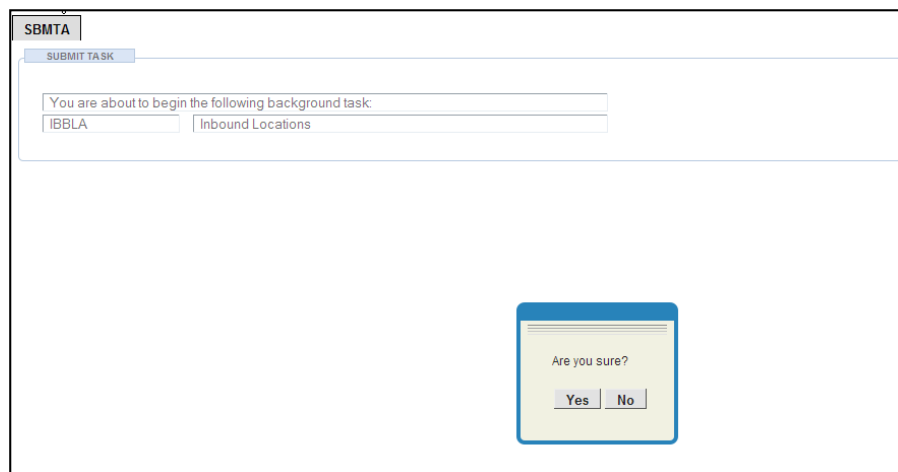 SBMTA
SUBMIT TASK
You are about to begin the following background task:
IBBLA Inbound Locations
Are you sure?
Yes No